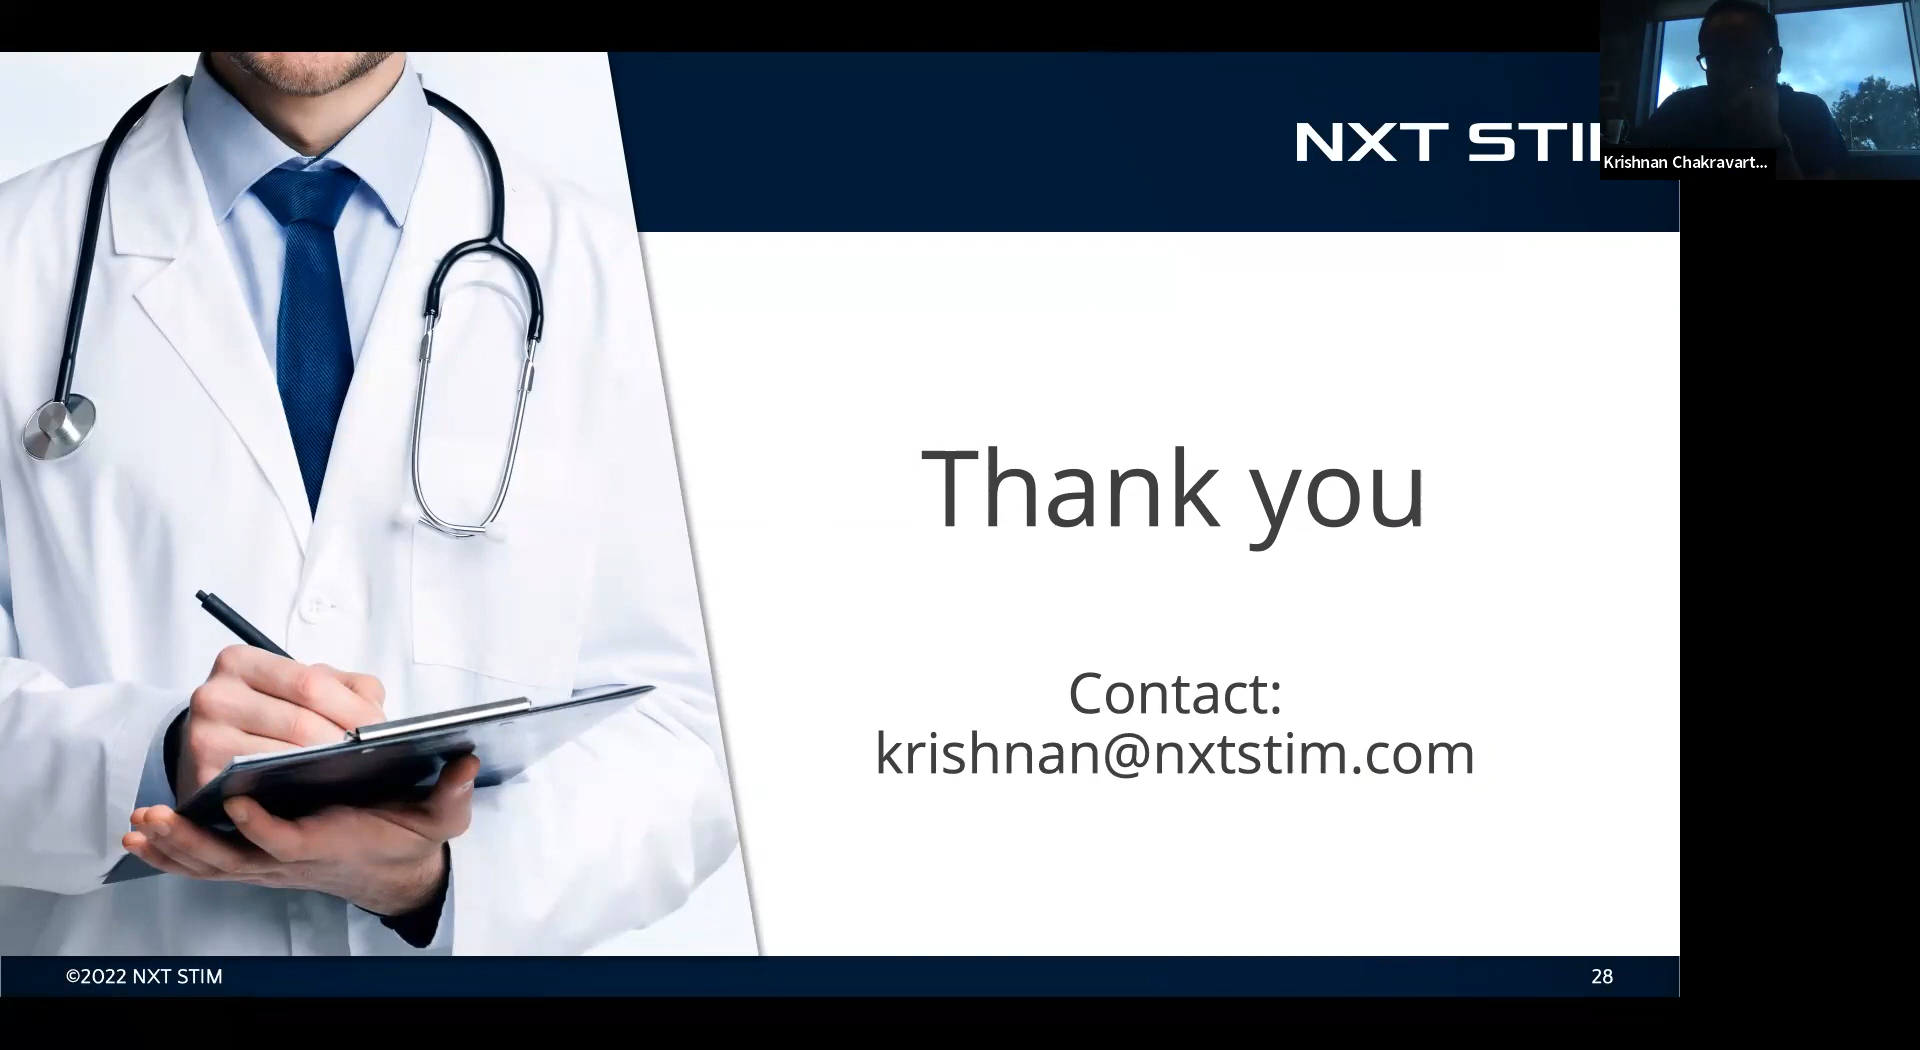 NXT STI
Krishnan Chakravart...
Thank you
Contact:
krishnan@nxtstim.com
©2022 NXT STIM
28